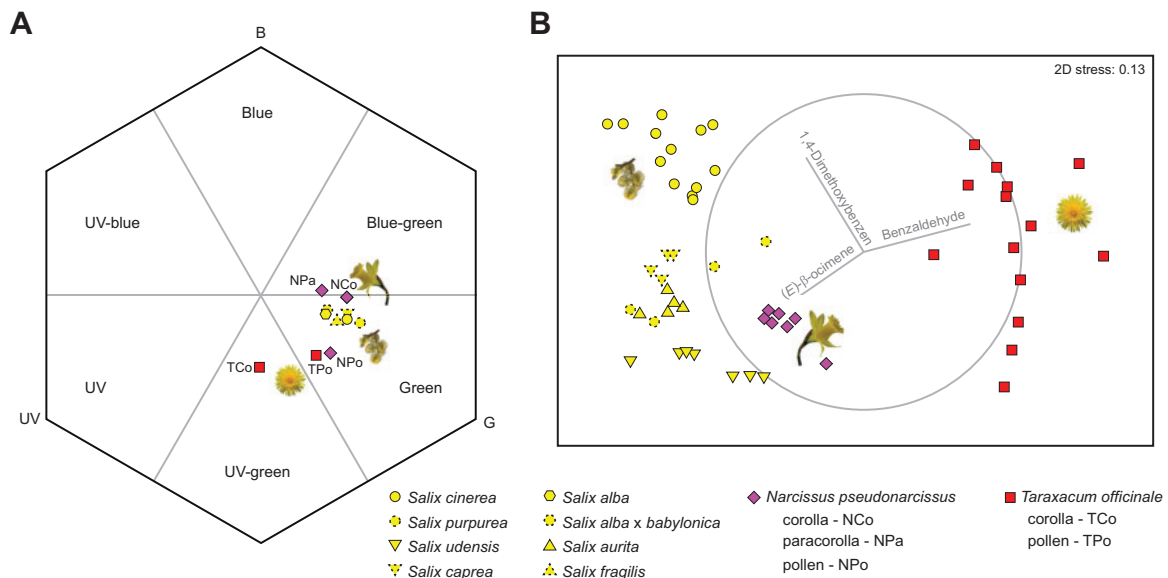 A
B
Blue
UV-blue
Blue-green
NPa
NCo
TCo
TPo
NPo
UV
Green
UV
G
UV-green
B
2D stress: 0.13
1,4-Dimethoxybenzen
Benzaldehyde
(E)-β-ocimene
Salix cinerea
Salix purpurea
Salix udensis
Salix caprea
Salix alba
Salix alba x babylonica
Salix aurita
Salix fragilis
Narcissus pseudonarcissus
corolla - NCo
paracorolla - NPa
pollen - NPo
Taraxacum officinale
corolla - TCo
pollen - TPo